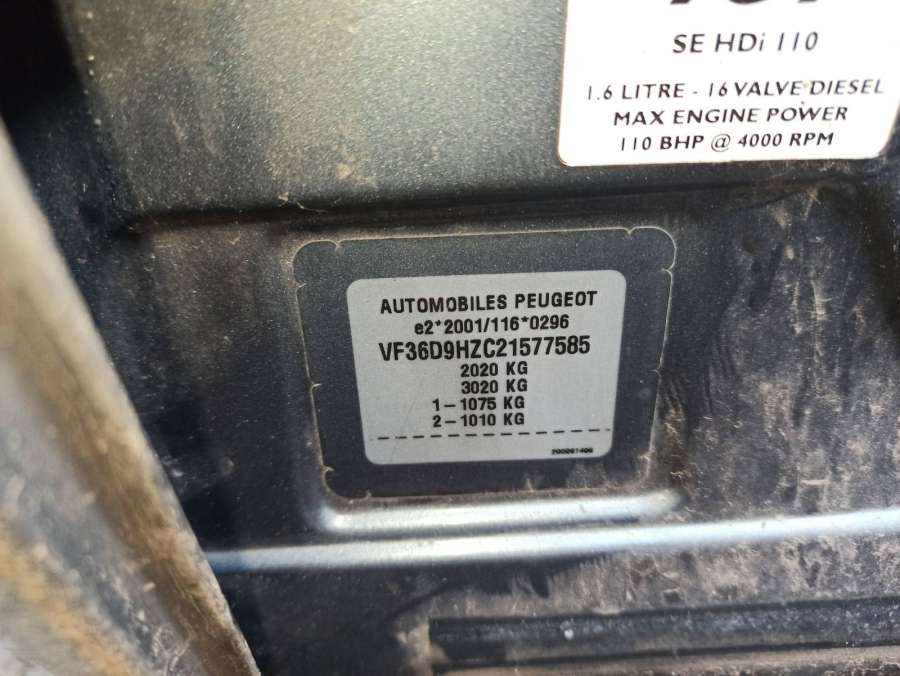 SE HDi 110
1.6 LITRE - 16 VALVE DIESEL
MAX ENGINE POWER
110 BHP @ 4000 RPM
AUTOMOBILES PEUGEOT
e2*2001/116*0296
VF36D9HZC21577585
2020 KG
3020 KG
1-1075 KG
2-1010 KG